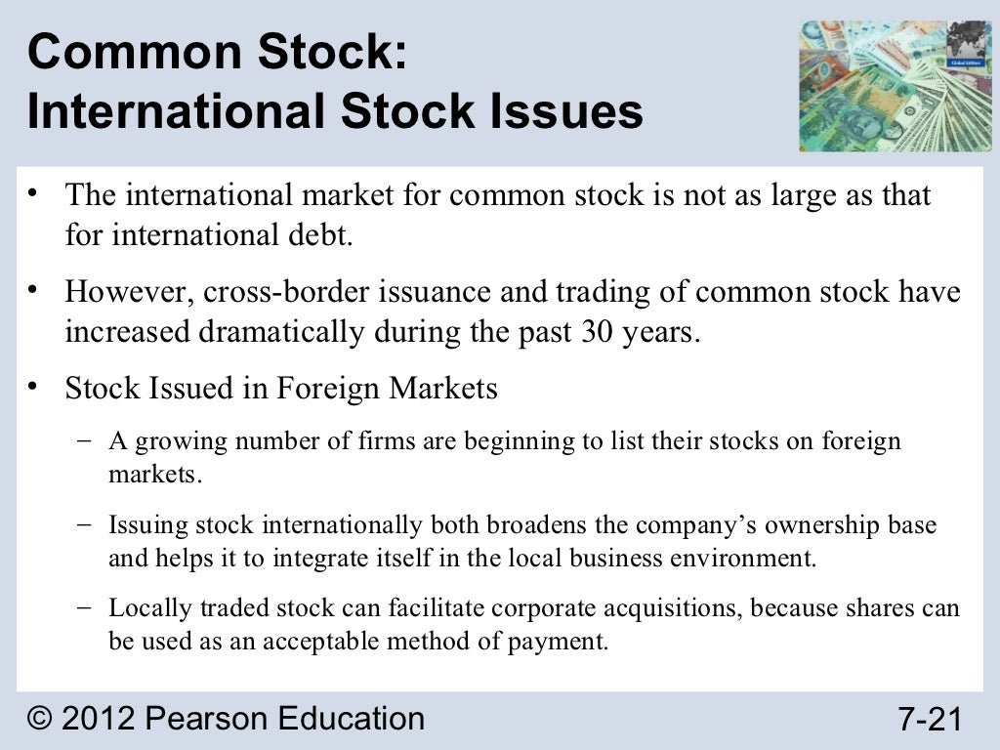 Common Stock:
International Stock Issues
Global Edition
• The international market for common stock is not as large as that
for international debt.
• However, cross-border issuance and trading of common stock have
increased dramatically during the past 30 years.
• Stock Issued in Foreign Markets
– A growing number of firms are beginning to list their stocks on foreign
markets.
– Issuing stock internationally both broadens the company’s ownership base
and helps it to integrate itself in the local business environment.
– Locally traded stock can facilitate corporate acquisitions, because shares can
be used as an acceptable method of payment.
© 2012 Pearson Education
7-21